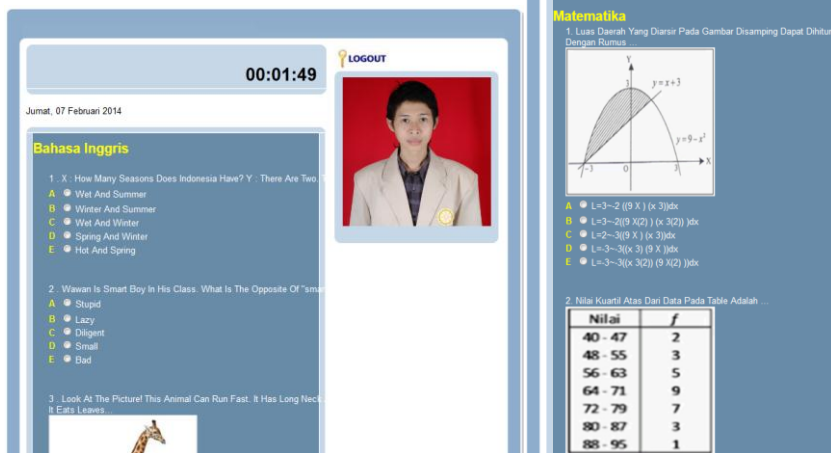 00:01:49
LOGOUT
Jumat, 07 Februari 2014
Bahasa Inggris
1 . X : How Many Seasons Does Indonesia Have? Y : There Are Two,
A Wet And Summer
B Winter And Summer
C Wet And Winter
D Spring And Winter
E Hot And Spring
2 . Wawan Is Smart Boy In His Class. What Is The Opposite Of "smar
A Stupid
B Lazy
C Diligent
D Small
E Bad
3 . Look At The Picture! This Animal Can Run Fast. It Has Long Neck
It Eats Leaves...
Matematika
1. Luas Daerah Yang Diarsir Pada Gambar Disamping Dapat Dihitun
Dengan Rumus ...
Y
y = x+3
y = 9 – x²
X
-3 0 3
A L=3~-2 ((9 X ) (x 3))dx
B L=3~-2((9 X(2) ) (x 3(2)) )dx
C L=2~-3((9 X ) (x 3))dx
D L=-3~-3((x 3) (9 X ))dx
E L=-3~-3((x 3(2)) (9 X(2) ))dx
2. Nilai Kuartil Atas Dari Data Pada Table Adalah ...
Nilai f
40 - 47 2
48 - 55 3
56 - 63 5
64 - 71 9
72 - 79 7
80 - 87 3
88 - 95 1